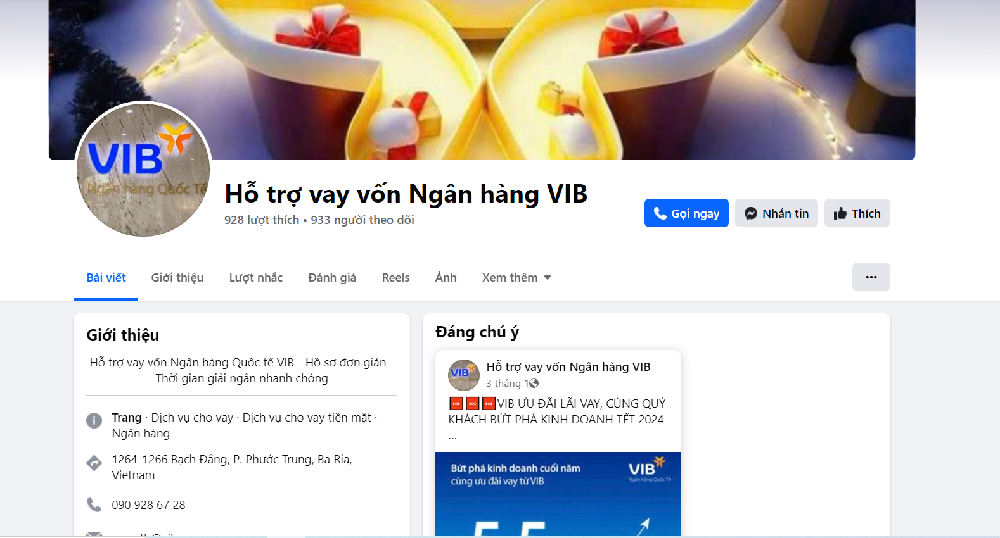 VIB
Ngân hàng Quốc Tế
Hỗ trợ vay vốn Ngân hàng VIB
928 lượt thích • 933 người theo dõi
Gọi ngay
Nhắn tin
Thích
Bài viết
Giới thiệu
Lượt nhắc
Đánh giá
Reels
Ảnh
Xem thêm
Giới thiệu
Hỗ trợ vay vốn Ngân hàng Quốc tế VIB - Hồ sơ đơn giản -
Thời gian giải ngân nhanh chóng
Trang · Dịch vụ cho vay · Dịch vụ cho vay tiền mặt ·
Ngân hàng
1264-1266 Bạch Đằng, P. Phước Trung, Ba Ria,
Vietnam
090 928 67 28
Đáng chú ý
VIB
Hỗ trợ vay vốn Ngân hàng VIB
3 tháng 1
SOS SOS SOS VIB ƯU ĐÃI LÃI VAY, CÙNG QUÝ
KHÁCH BỨT PHÁ KINH DOANH TẾT 2024
...
Bứt phá kinh doanh cuối năm
cùng ưu đãi vay từ VIB
VIB
Ngân hàng Quốc Tế